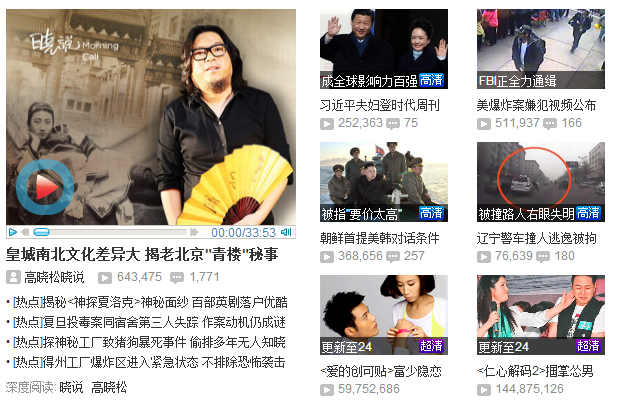 晓说 Morning Call
00:00/33:53
皇城南北文化差异大 揭老北京"青楼"秘事
高晓松晓说 643,475 1,771
• [热点]揭秘<神探夏洛克>神秘面纱 百部英剧落户优酷
• [热点]复旦投毒案同宿舍第三人失踪 作案动机仍成谜
• [热点]探神秘工厂致猪狗暴死事件 偷排多年无人知晓
• [热点]得州工厂爆炸区进入紧急状态 不排除恐怖袭击
深度阅读: 晓说 高晓松
成全球影响力百强 高清
习近平夫妇登时代周刊
252,363 75
FBI正全力通缉
美爆炸案嫌犯视频公布
511,937 166
被指"要价太高" 高清
朝鲜首提美韩对话条件
368,656 257
被撞路人右眼失明 高清
辽宁警车撞人逃逸被拘
76,639 180
更新至24 超清
<爱的创可贴>富少隐恋
59,752,686
更新至24 超清
<仁心解码2>掴掌怂男
144,875,126